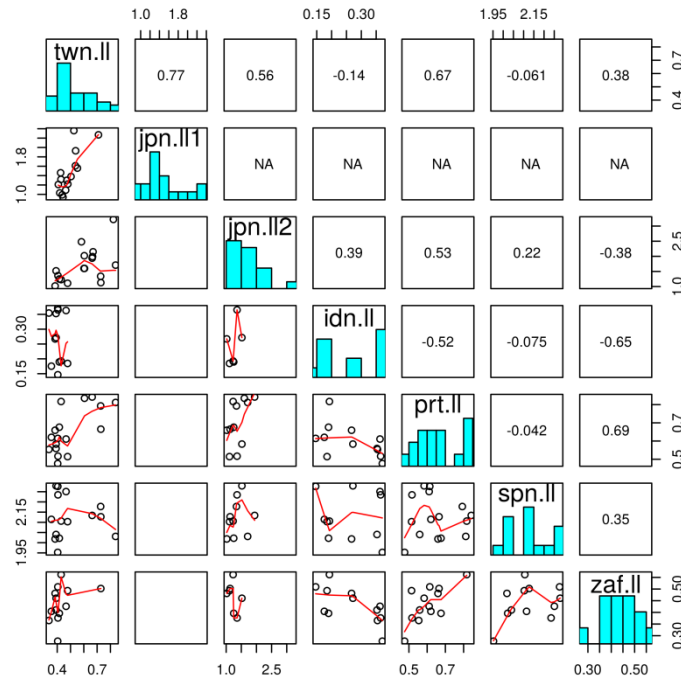 1.0 1.8 0.15 0.30 1.95 2.15
twn.ll 0.77 0.56 -0.14 0.67 -0.061 0.38 0.4 0.7
1.0 1.8 jpn.ll1 NA NA NA NA NA
jpn.ll2 0.39 0.53 0.22 -0.38 1.0 2.5
0.15 0.30 idn.ll -0.52 -0.075 -0.65
prt.ll -0.042 0.69 0.5 0.7
1.95 2.15 spn.ll 0.35
zaf.ll 0.30 0.50
0.4 0.7 1.0 2.5 0.5 0.7 0.30 0.50